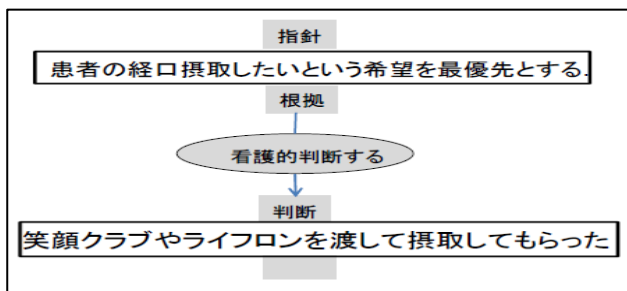 指針
患者の経口摂取したいという希望を最優先とする.
根拠
看護的判断する
判断
笑顔クラブやライフロンを渡して摂取してもらった